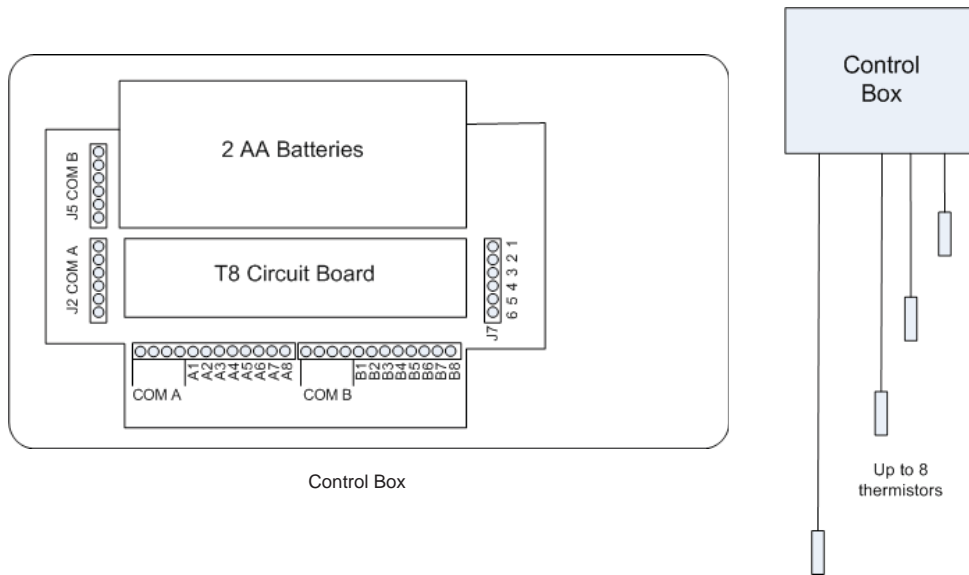 2 AA Batteries
J5 COM B
J2 COM A
T8 Circuit Board
1
2
3
4
5
6
J7
COM A
A1
A2
A3
A4
A5
A6
A7
A8
COM B
B1
B2
B3
B4
B5
B6
B7
B8
Control Box
Control
Box
Up to 8
thermistors